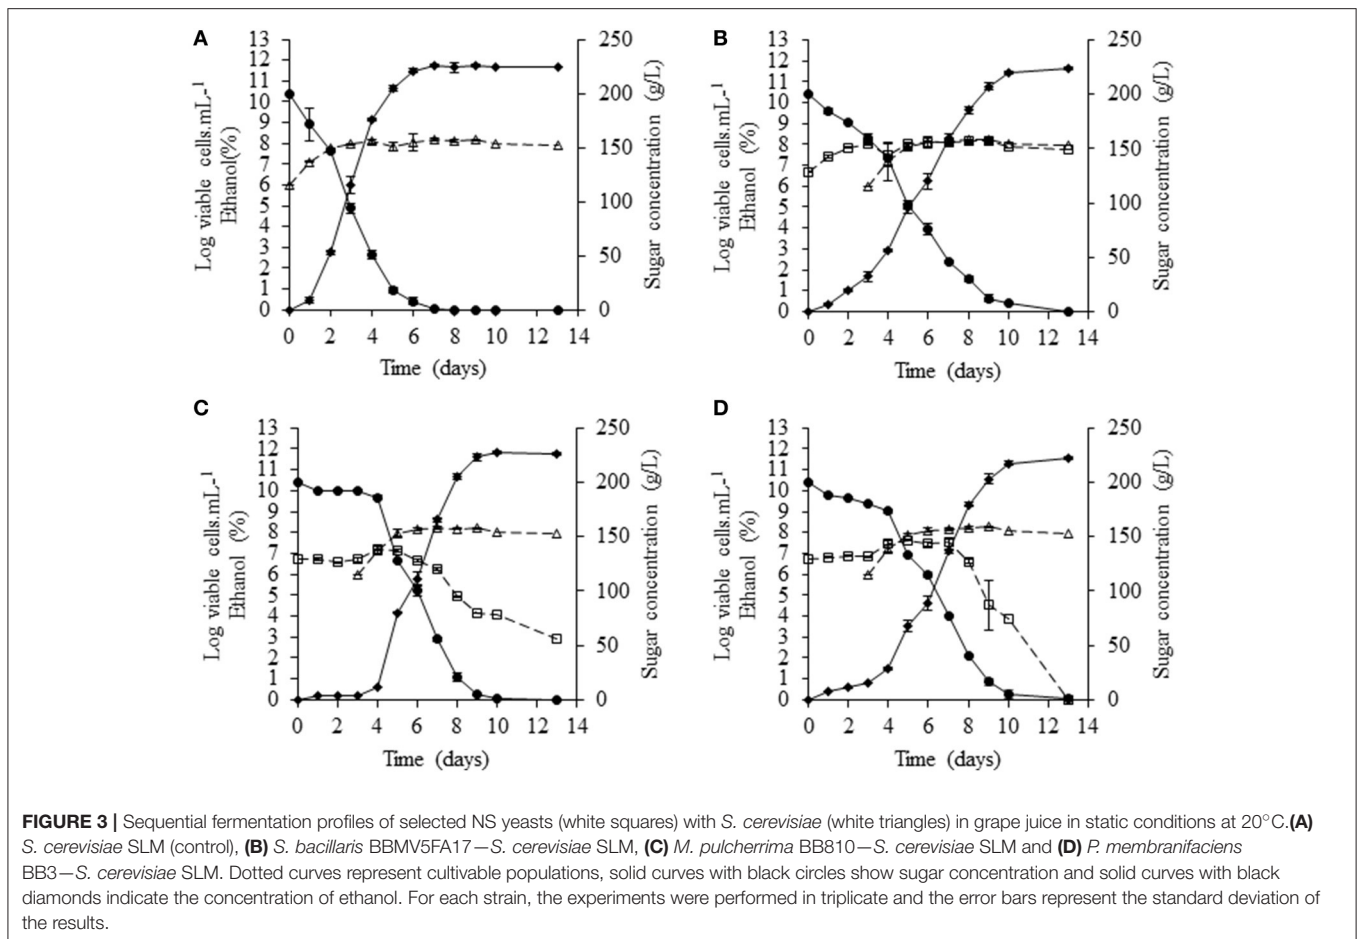 A
B
13
12
11
10
9
8
7
6
5
4
3
2
1
0
250
200
150
100
50
0
Log viable cells.mL-¹
Ethanol(%)
Sugar concentration (g/L)
0 2 4 6 8 10 12 14
Time (days)
13
12
11
10
9
8
7
6
5
4
3
2
1
0
250
200
150
100
50
0
Log viable cells.mL-¹
Ethanol (%)
Sugar concentration (g/L)
0 2 4 6 8 10 12 14
Time (days)
C
D
13
12
11
10
9
8
7
6
5
4
3
2
1
0
250
200
150
100
50
0
Log viable cells.mL-¹
Ethanol (%)
Sugar concentration (g/L)
0 2 4 6 8 10 12 14
Time (days)
13
12
11
10
9
8
7
6
5
4
3
2
1
0
250
200
150
100
50
0
Log viable cells.mL-¹
Ethanol (%)
Sugar concentration (g/L)
0 2 4 6 8 10 12 14
Time (days)
FIGURE 3 | Sequential fermentation profiles of selected NS yeasts (white squares) with S. cerevisiae (white triangles) in grape juice in static conditions at 20°C.(A)
S. cerevisiae SLM (control), (B) S. bacillaris BBMV5FA17—S. cerevisiae SLM, (C) M. pulcherrima BB810—S. cerevisiae SLM and (D) P. membranifaciens
BB3—S. cerevisiae SLM. Dotted curves represent cultivable populations, solid curves with black circles show sugar concentration and solid curves with black
diamonds indicate the concentration of ethanol. For each strain, the experiments were performed in triplicate and the error bars represent the standard deviation of
the results.